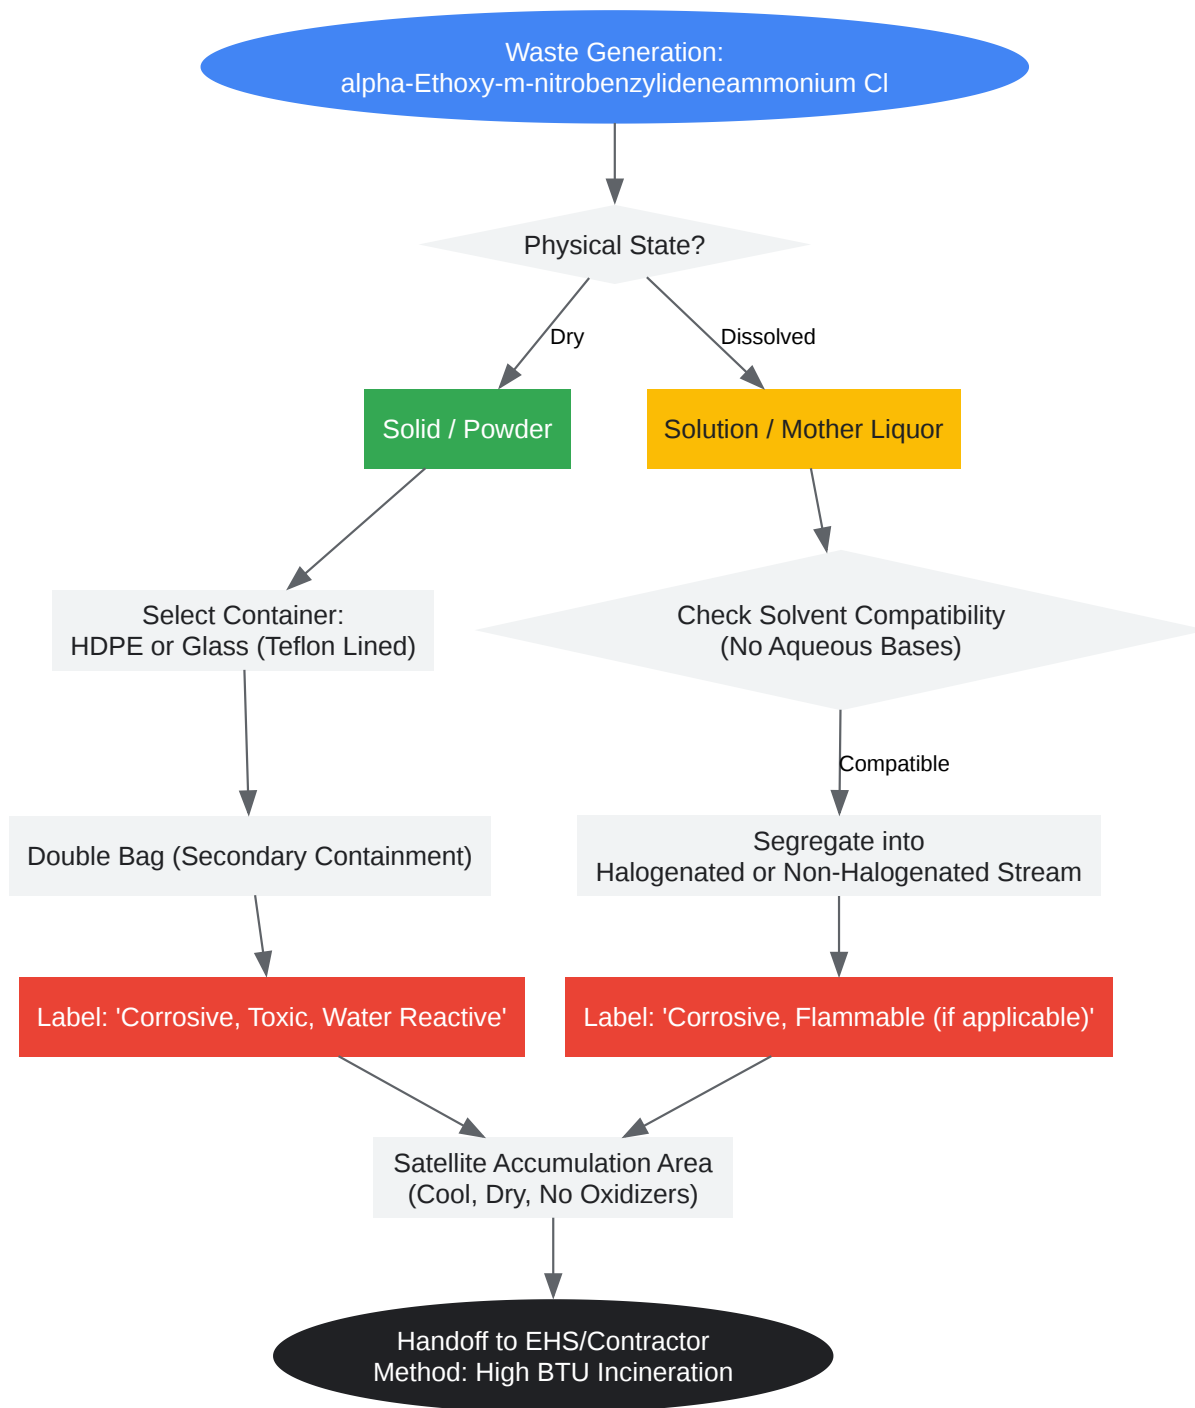 Waste Generation:
alpha-Ethoxy-m-nitrobenzylideneammonium Cl
Physical State?
Dry
Dissolved
Solid / Powder
Solution / Mother Liquor
Select Container:
HDPE or Glass (Teflon Lined)
Check Solvent Compatibility
(No Aqueous Bases)
Compatible
Double Bag (Secondary Containment)
Segregate into
Halogenated or Non-Halogenated Stream
Label: 'Corrosive, Toxic, Water Reactive'
Label: 'Corrosive, Flammable (if applicable)'
Satellite Accumulation Area
(Cool, Dry, No Oxidizers)
Handoff to EHS/Contractor
Method: High BTU Incineration